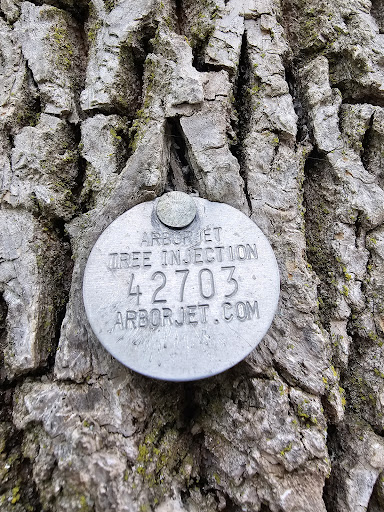 ARBORJET
TREE INJECTION
42703
ARBORJET.COM